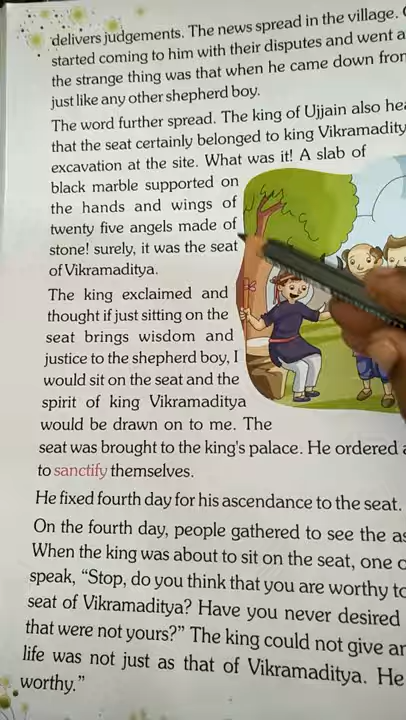 delivers judgements. The news spread in the village.
started coming to him with their disputes and went a
the strange thing was that when he came down from
just like any other shepherd boy.
The word further spread. The king of Ujjain also hea
that the seat certainly belonged to king Vikramadity
excavation at the site. What was it! A slab of
black marble supported on
the hands and wings of
twenty five angels made of
stone! surely, it was the seat
of Vikramaditya.
The king exclaimed and
thought if just sitting on the
seat brings wisdom and
justice to the shepherd boy, I
would sit on the seat and the
spirit of king Vikramaditya
would be drawn on to me. The
seat was brought to the king's palace. He ordered a
to sanctify themselves.
He fixed fourth day for his ascendance to the seat.
On the fourth day, people gathered to see the as
When the king was about to sit on the seat, one o
speak, “Stop, do you think that you are worthy to
seat of Vikramaditya? Have you never desired
that were not yours?” The king could not give an
life was not just as that of Vikramaditya. He
worthy.”